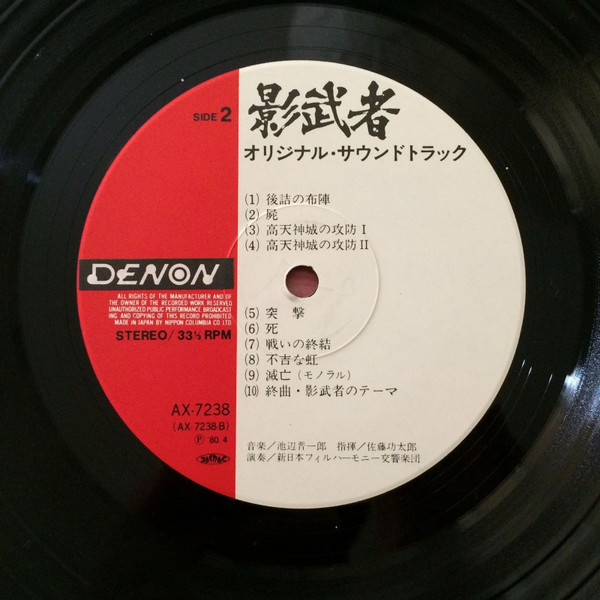 SIDE 2
影武者
オリジナル・サウンドトラック
(1) 後詰の布陣
(2) 屍
(3) 高天神城の攻防 I
(4) 高天神城の攻防 II
DENON
ALL RIGHTS OF THE MANUFACTURER AND OF
THE OWNER OF THE RECORDED WORK RESERVED
UNAUTHORIZED PUBLIC PERFORMANCE, BROADCAST
ING AND COPYING OF THIS RECORD PROHIBITED.
MADE IN JAPAN BY NIPPON COLUMBIA CO. LTD.
STEREO/33⅓ RPM
(5) 突 撃
(6) 死
(7) 戦いの終結
(8) 不吉な虹
(9) 滅亡 (モノラル)
(10) 終曲・影武者のテーマ
AX-7238
(AX-7238-B)
Ⓟ '80. 4
音楽/池辺晋一郎 指揮/佐藤功太郎
演奏/新日本フィルハーモニー交響楽団